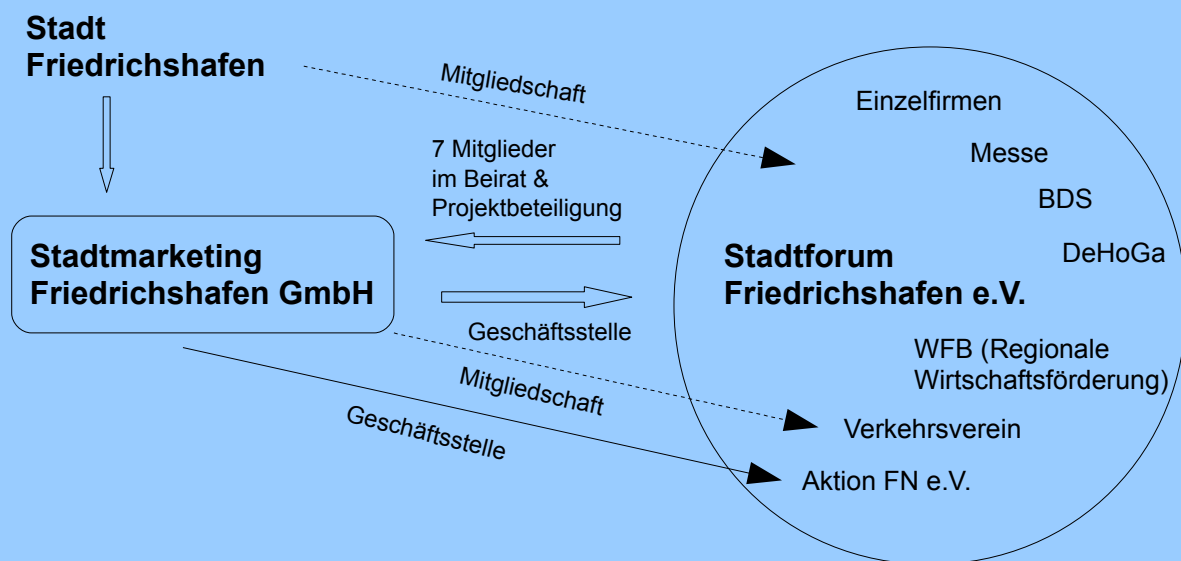 Stadt
Friedrichshafen
Mitgliedschaft
Einzelfirmen
Messe
BDS
DeHoGa
7 Mitglieder
im Beirat &
Projektbeteiligung
Stadtmarketing
Friedrichshafen GmbH
Stadtforum
Friedrichshafen e.V.
Geschäftsstelle
WFB (Regionale
Wirtschaftsförderung)
Mitgliedschaft
Geschäftsstelle
Verkehrsverein
Aktion FN e.V.